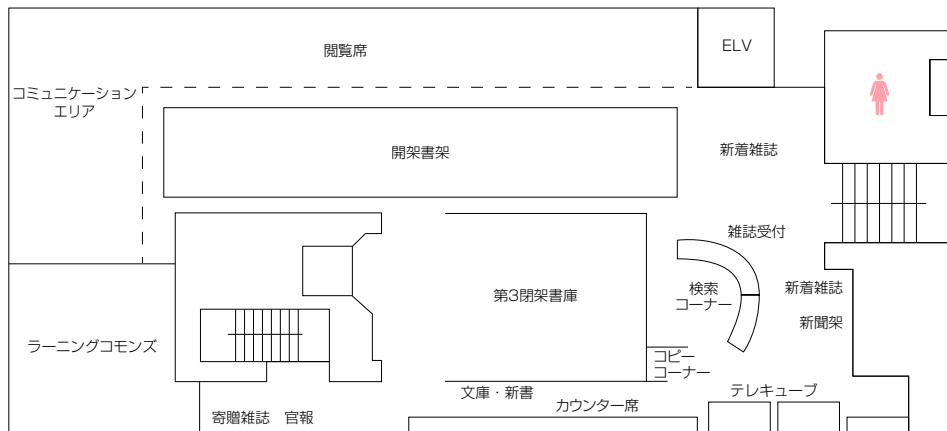 閲覧席
ELV
コミュニケーション
エリア
開架書架
新着雑誌
雑誌受付
第3閉架書庫
検索
コーナー
新着雑誌
新聞架
ラーニングコモンズ
コピー
コーナー
文庫・新書
テレキューブ
カウンター席
寄贈雑誌 官報